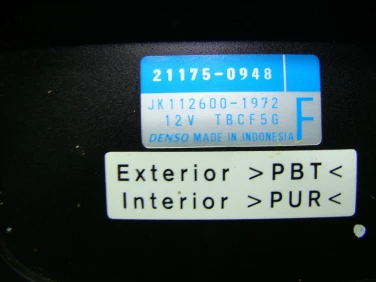 21175-0948
JK112600-1972
12V TBCF5G
F
DENSO MADE IN INDONESIA
Exterior >PBT<
Interior >PUR<